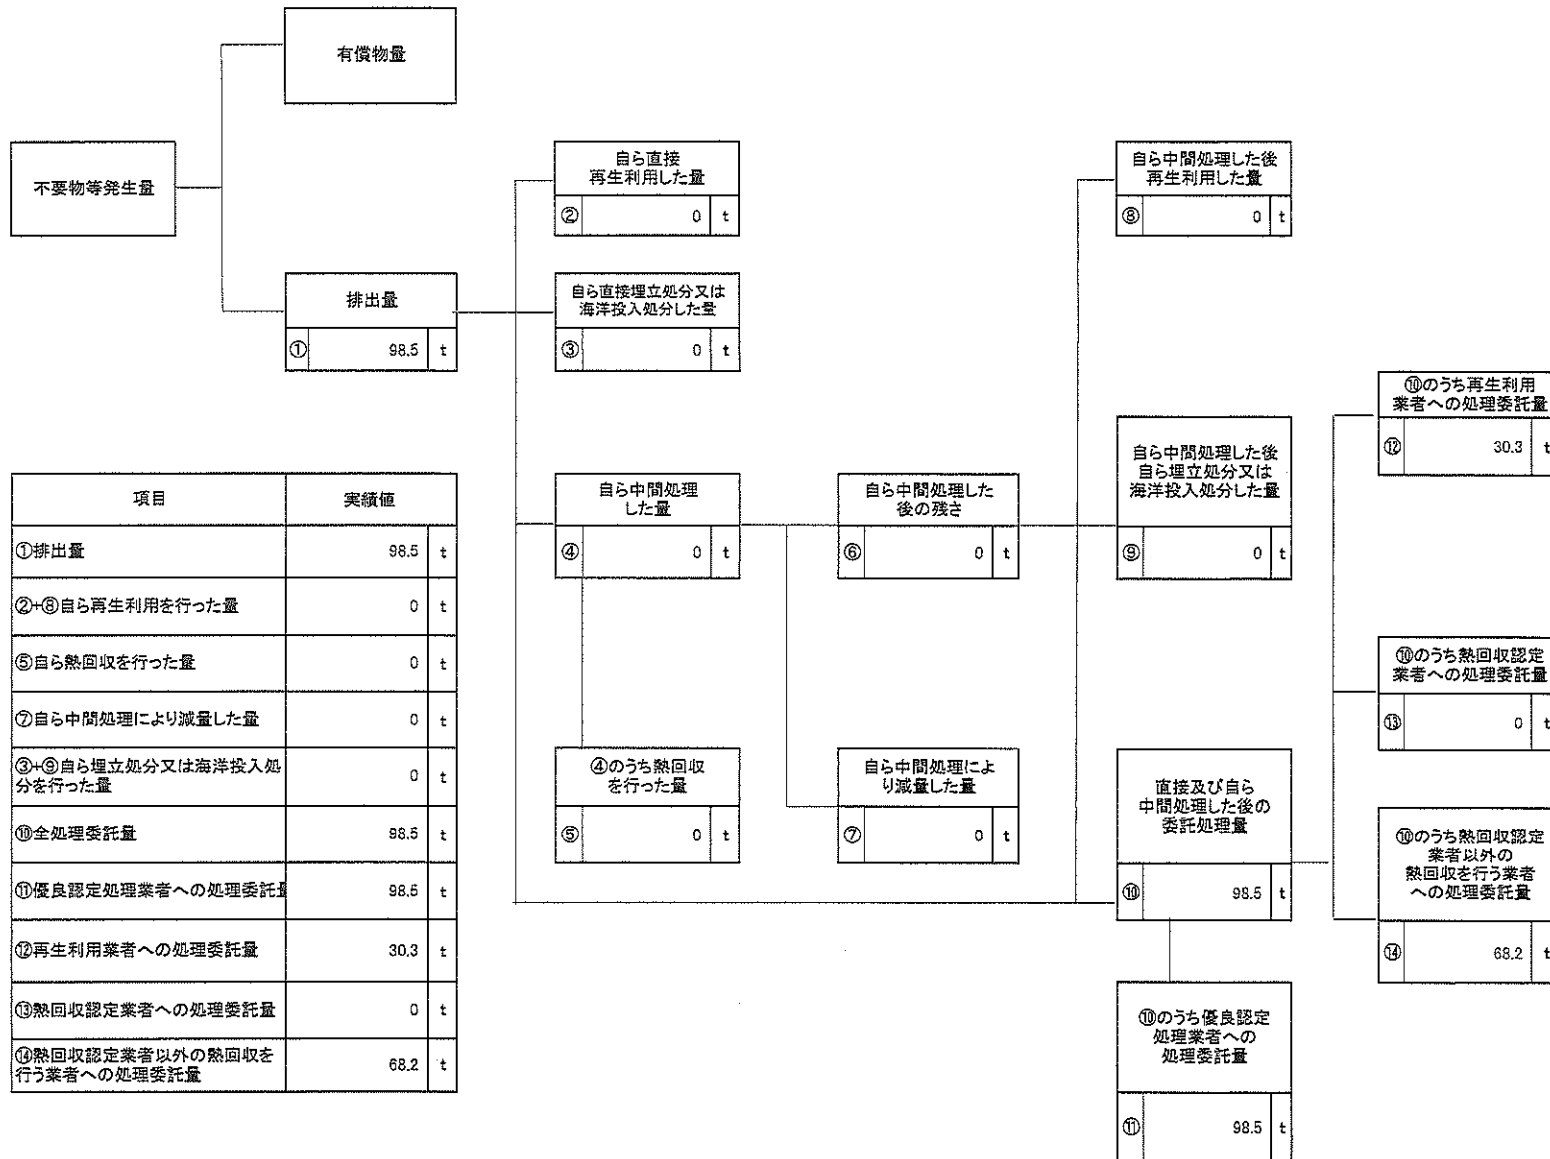 有償物量
不要物等発生量
排出量
① 98.5 t
自ら直接
再生利用した量
② 0 t
自ら直接埋立処分又は
海洋投入処分した量
③ 0 t
自ら中間処理
した量
④ 0 t
④のうち熱回収
を行った量
⑤ 0 t
自ら中間処理した
後の残さ
⑥ 0 t
自ら中間処理によ
り減量した量
⑦ 0 t
自ら中間処理した後
再生利用した量
⑧ 0 t
自ら中間処理した後
自ら埋立処分又は
海洋投入処分した量
⑨ 0 t
直接及び自ら
中間処理した後の
委託処理量
⑩ 98.5 t
⑩のうち優良認定
処理業者への
処理委託量
⑪ 98.5 t
⑩のうち再生利用
業者への処理委託量
⑫ 30.3 t
⑩のうち熱回収認定
業者への処理委託量
⑬ 0 t
⑩のうち熱回収認定
業者以外の
熱回収を行う業者
への処理委託量
⑭ 68.2 t
項目 実績値
①排出量 98.5 t
②+⑧自ら再生利用を行った量 0 t
⑤自ら熱回収を行った量 0 t
⑦自ら中間処理により減量した量 0 t
③+⑨自ら埋立処分又は海洋投入処
分を行った量 0 t
⑩全処理委託量 98.5 t
⑪優良認定処理業者への処理委託量 98.5 t
⑫再生利用業者への処理委託量 30.3 t
⑬熱回収認定業者への処理委託量 0 t
⑭熱回収認定業者以外の熱回収を
行う業者への処理委託量 68.2 t